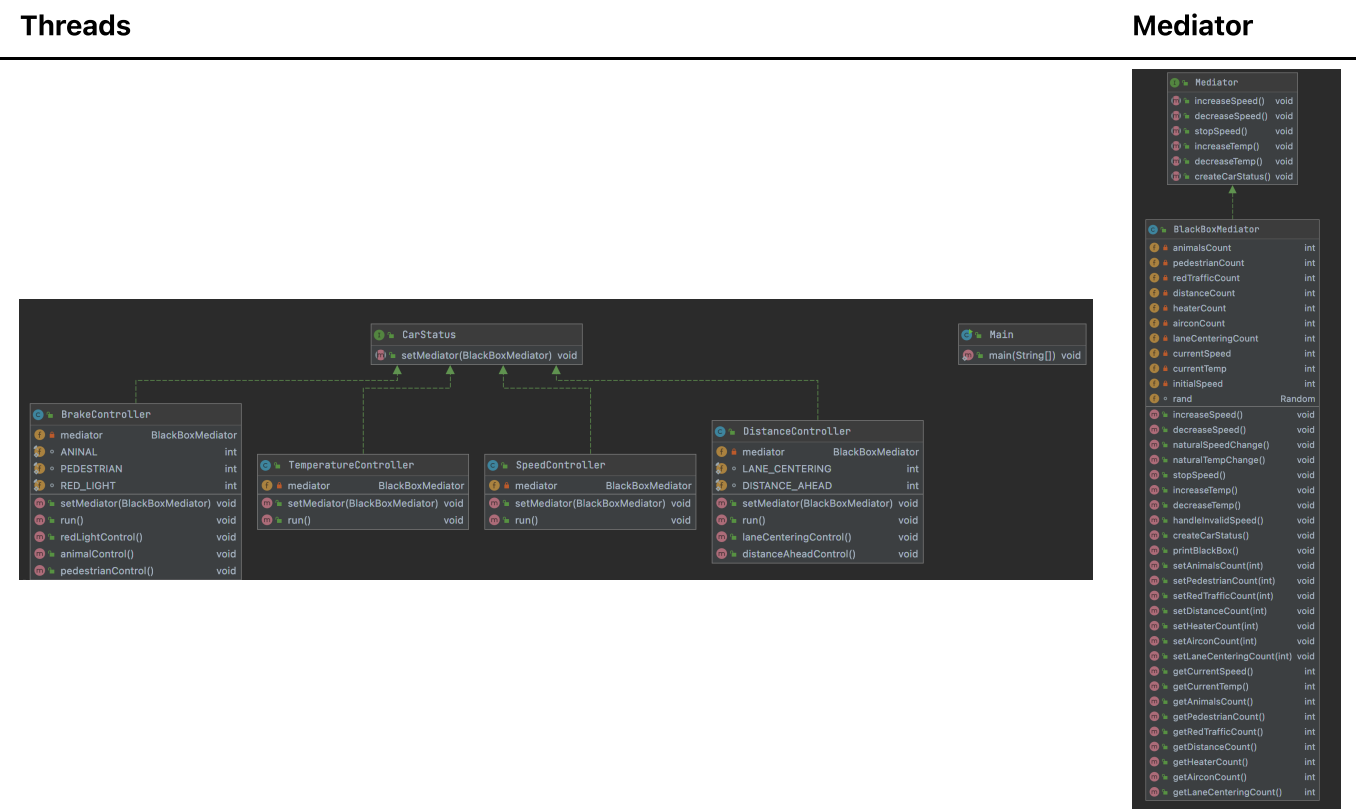 Threads
Mediator
CarStatus
setMediator(BlackBoxMediator) void
Main
main(String[]) void
BrakeController
mediator BlackBoxMediator
ANINAL int
PEDESTRIAN int
RED_LIGHT int
setMediator(BlackBoxMediator) void
run() void
redLightControl() void
animalControl() void
pedestrianControl() void
TemperatureController
mediator BlackBoxMediator
setMediator(BlackBoxMediator) void
run() void
SpeedController
mediator BlackBoxMediator
setMediator(BlackBoxMediator) void
run() void
DistanceController
mediator BlackBoxMediator
LANE_CENTERING int
DISTANCE_AHEAD int
setMediator(BlackBoxMediator) void
run() void
laneCenteringControl() void
distanceAheadControl() void
Mediator
increaseSpeed() void
decreaseSpeed() void
stopSpeed() void
increaseTemp() void
decreaseTemp() void
createCarStatus() void
BlackBoxMediator
animalsCount int
pedestrianCount int
redTrafficCount int
distanceCount int
heaterCount int
airconCount int
laneCenteringCount int
currentSpeed int
currentTemp int
initialSpeed int
rand Random
increaseSpeed() void
decreaseSpeed() void
naturalSpeedChange() void
naturalTempChange() void
stopSpeed() void
increaseTemp() void
decreaseTemp() void
handleInvalidSpeed() void
createCarStatus() void
printBlackBox() void
setAnimalsCount(int) void
setPedestrianCount(int) void
setRedTrafficCount(int) void
setDistanceCount(int) void
setHeaterCount(int) void
setAirconCount(int) void
setLaneCenteringCount(int) void
getCurrentSpeed() int
getCurrentTemp() int
getAnimalsCount() int
getPedestrianCount() int
getRedTrafficCount() int
getDistanceCount() int
getHeaterCount() int
getAirconCount() int
getLaneCenteringCount() int